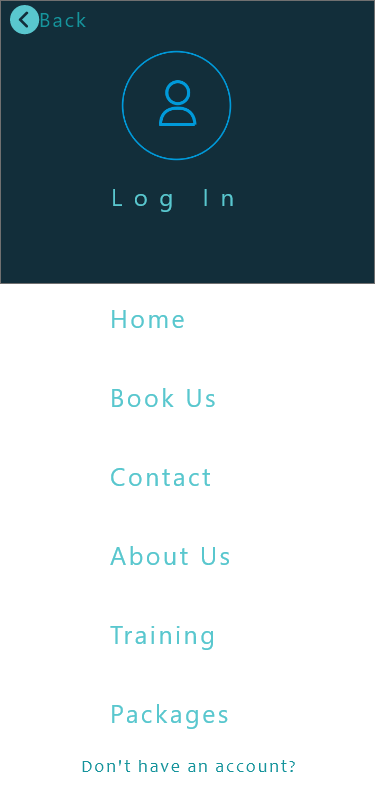 Back
Log In
Home
Book Us
Contact
About Us
Training
Packages
Don't have an account?